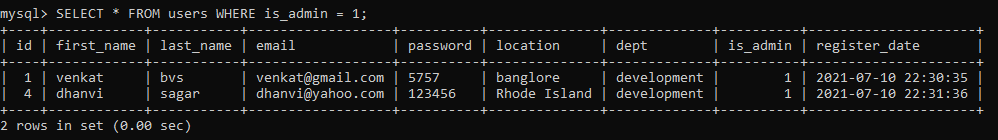 mysql> SELECT * FROM users WHERE is_admin = 1;
+----+------------+-----------+------------------+----------+--------------+-------------+----------+---------------------+
| id | first_name | last_name | email            | password | location     | dept        | is_admin | register_date       |
+----+------------+-----------+------------------+----------+--------------+-------------+----------+---------------------+
|  1 | venkat     | bvs       | venkat@gmail.com | 5757     | banglore     | development |        1 | 2021-07-10 22:30:35 |
|  4 | dhanvi     | sagar     | dhanvi@yahoo.com | 123456   | Rhode Island | development |        1 | 2021-07-10 22:31:36 |
+----+------------+-----------+------------------+----------+--------------+-------------+----------+---------------------+
2 rows in set (0.00 sec)